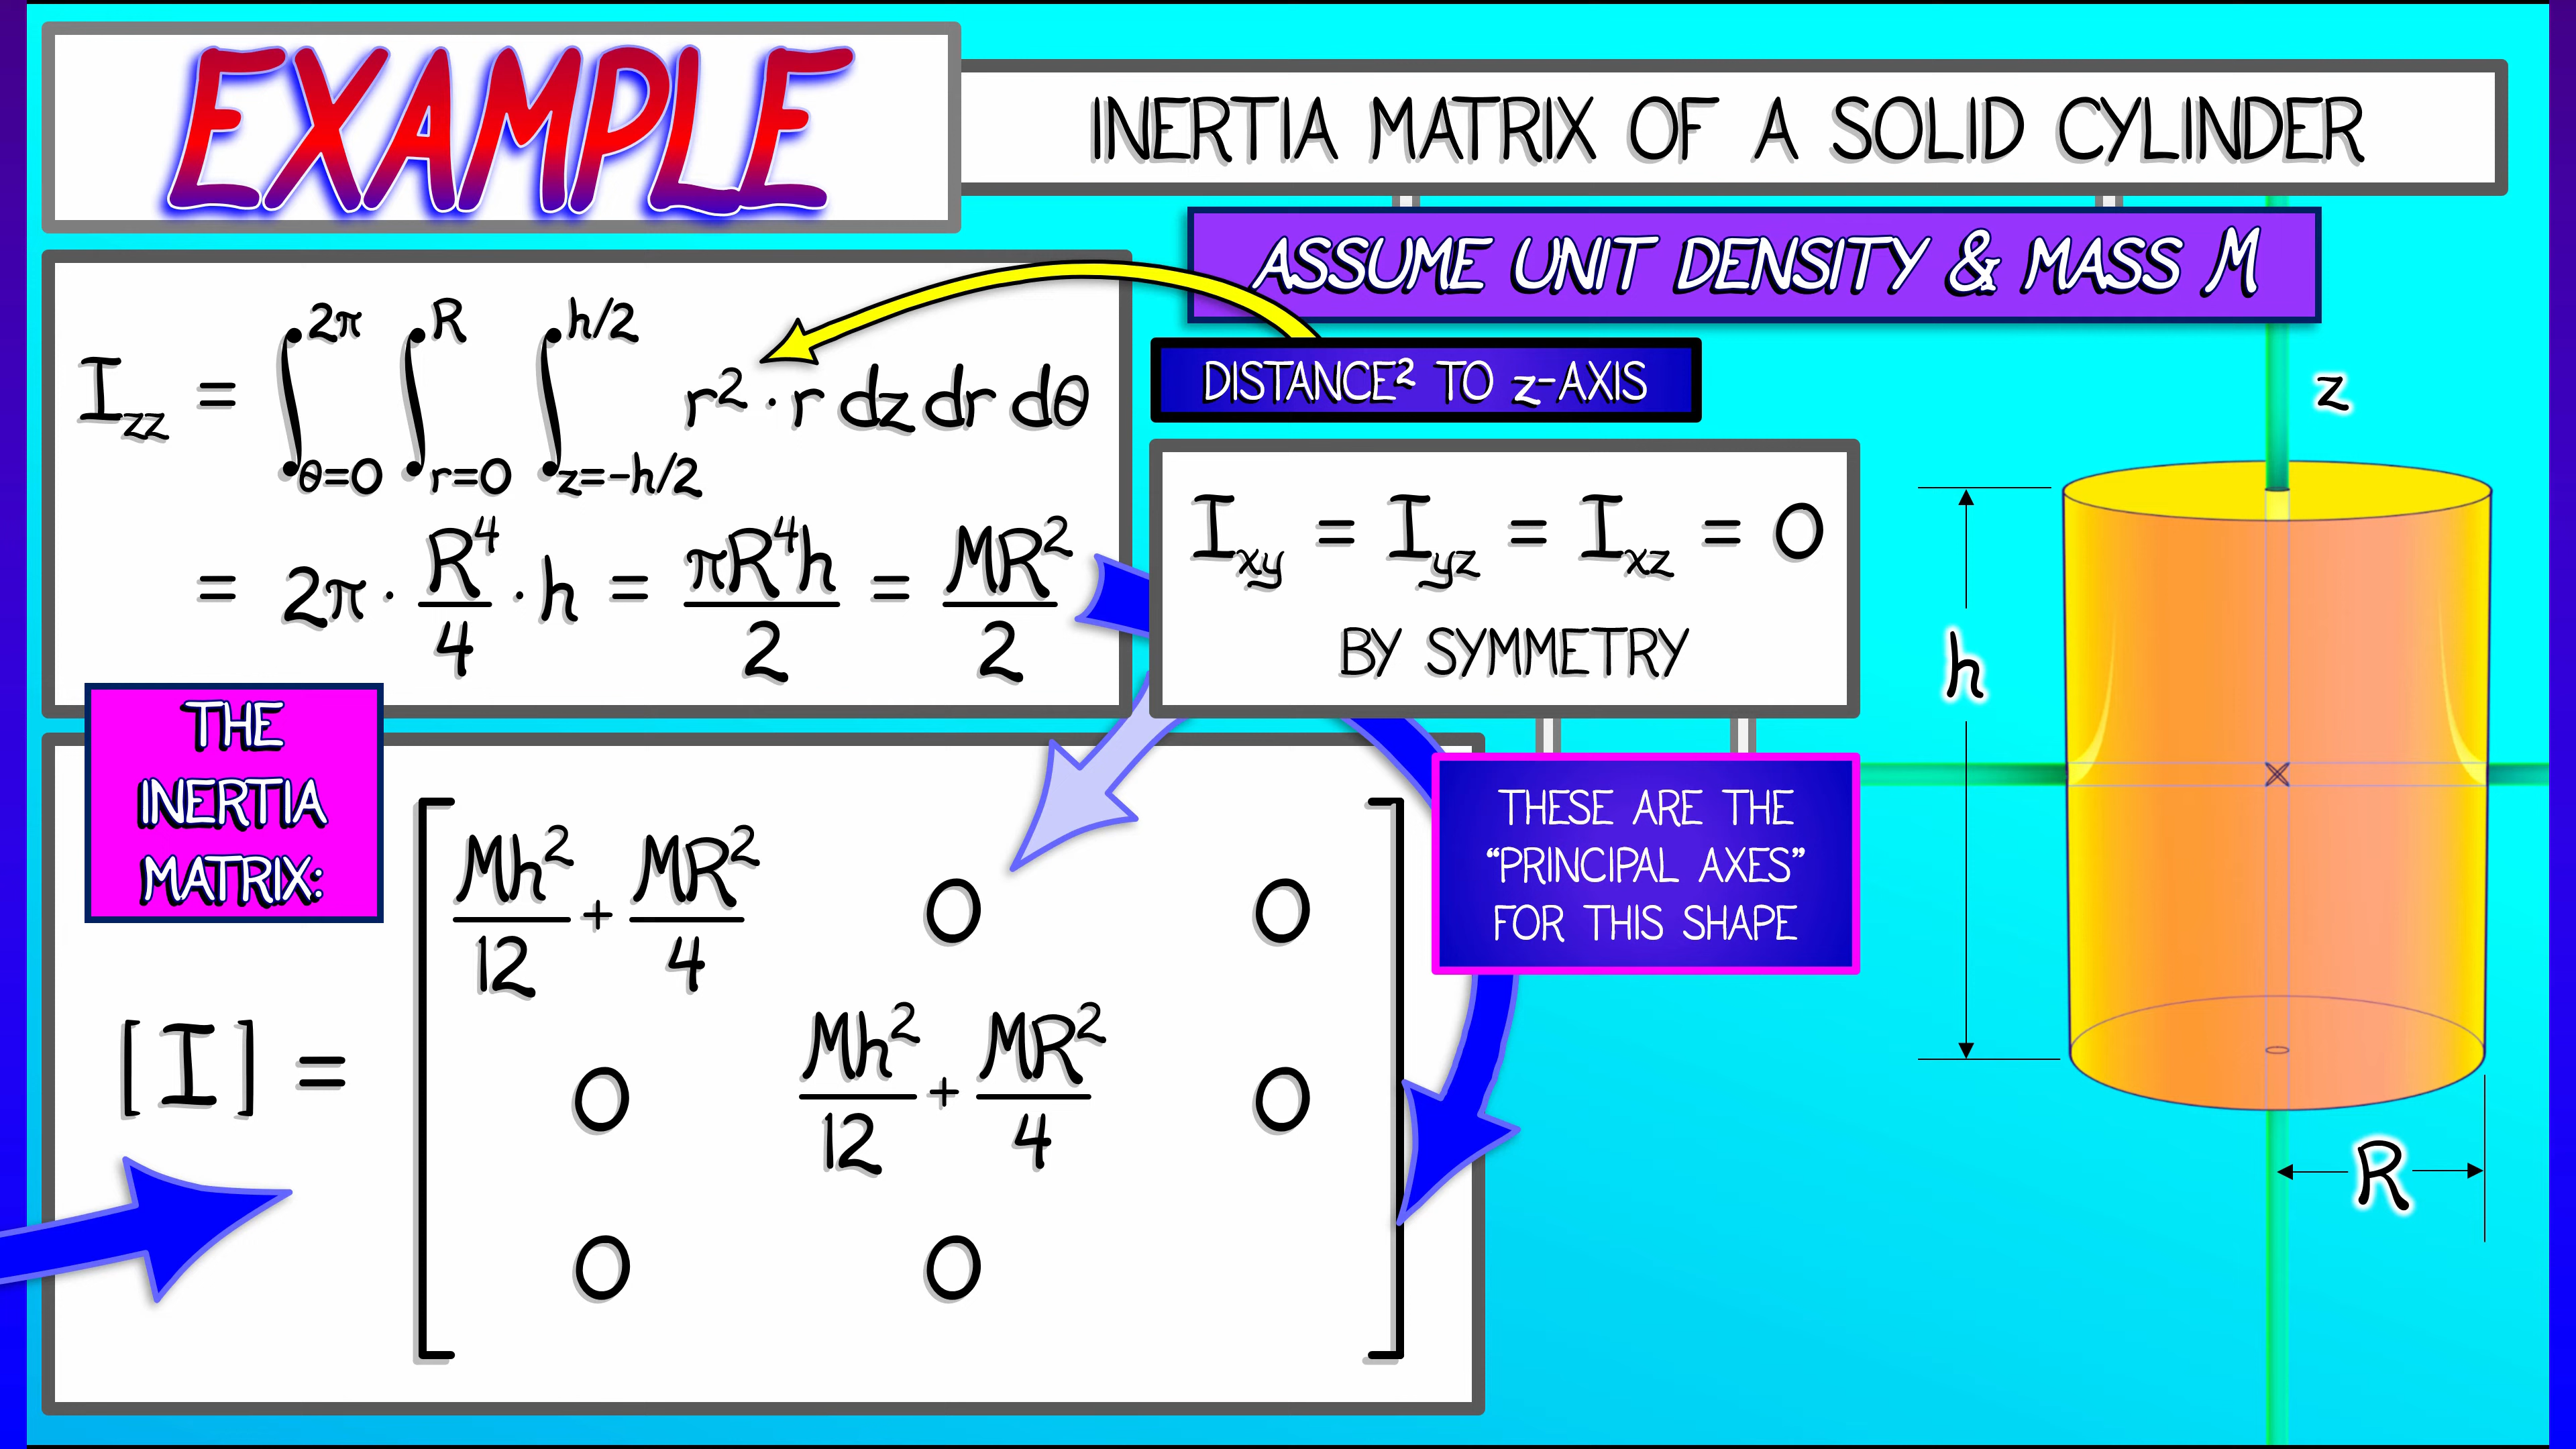 EXAMPLE
INERTIA MATRIX OF A SOLID CYLINDER
ASSUME UNIT DENSITY & MASS M
I_zz = ∫_{θ=0}^{2π} ∫_{r=0}^{R} ∫_{z=-h/2}^{h/2} r² · r dz dr dθ
= 2π · R⁴/4 · h = πR⁴h/2 = MR²/2
DISTANCE² TO z-AXIS
I_xy = I_yz = I_xz = 0
BY SYMMETRY
THESE ARE THE
“PRINCIPAL AXES”
FOR THIS SHAPE
THE
INERTIA
MATRIX:
[I] =
Mh²/12 + MR²/4 0 0
0 Mh²/12 + MR²/4 0
0 0
z
h
R